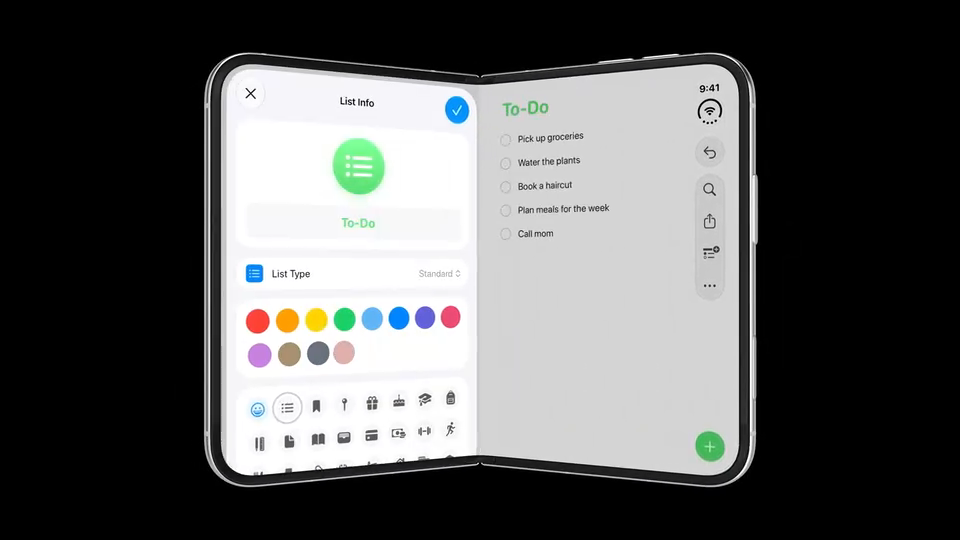 List Info
To-Do
List Type
Standard
9:41
To-Do
Pick up groceries
Water the plants
Book a haircut
Plan meals for the week
Call mom